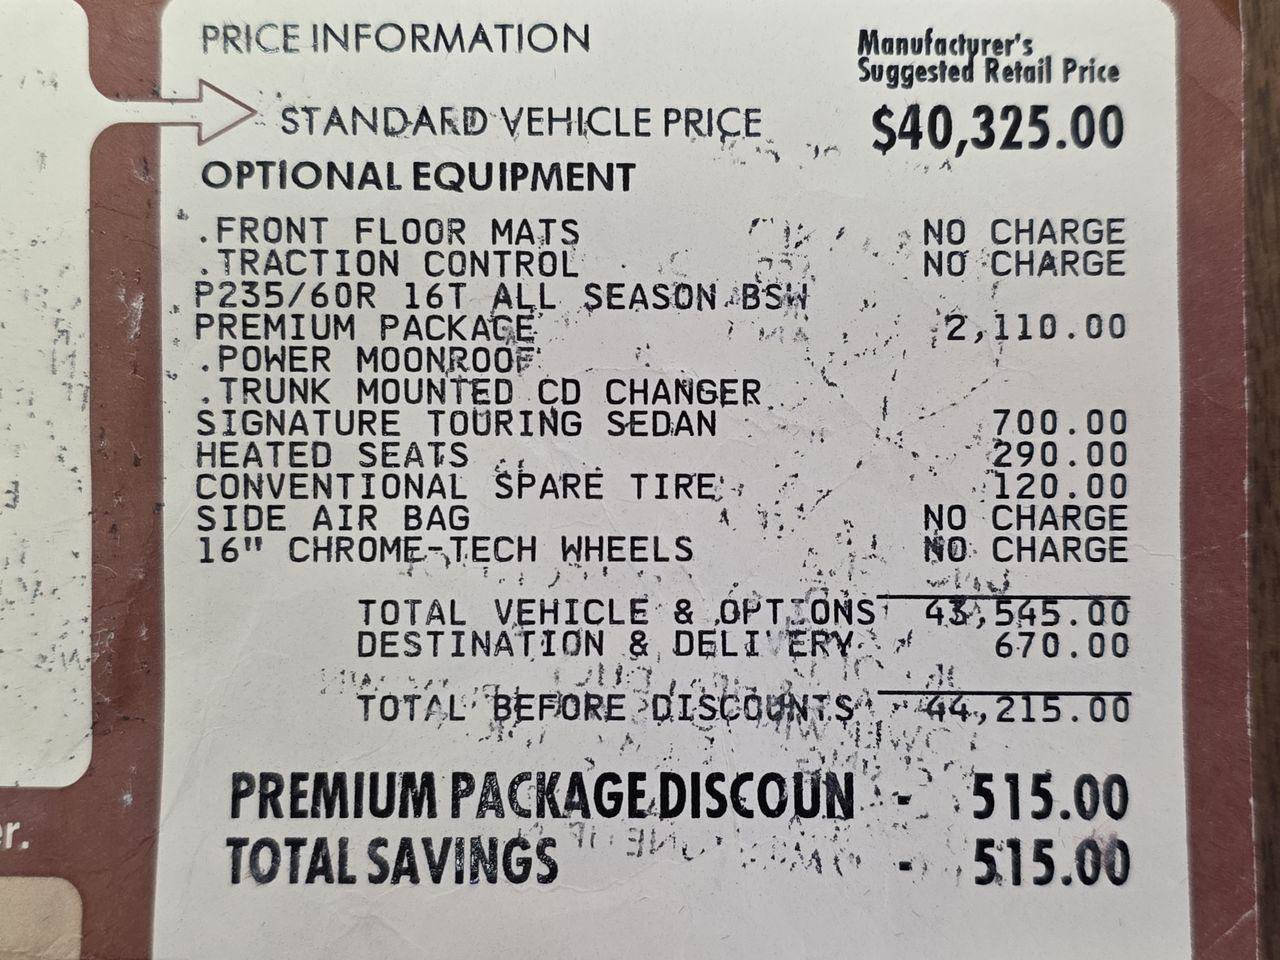 PRICE INFORMATION
Manufacturer's
Suggested Retail Price
STANDARD VEHICLE PRICE $40,325.00
OPTIONAL EQUIPMENT
.FRONT FLOOR MATS NO CHARGE
.TRACTION CONTROL NO CHARGE
P235/60R 16T ALL SEASON BSW
PREMIUM PACKAGE 2,110.00
.POWER MOONROOF
.TRUNK MOUNTED CD CHANGER
SIGNATURE TOURING SEDAN 700.00
HEATED SEATS 290.00
CONVENTIONAL SPARE TIRE 120.00
SIDE AIR BAG NO CHARGE
16" CHROME-TECH WHEELS NO CHARGE
TOTAL VEHICLE & OPTIONS 43,545.00
DESTINATION & DELIVERY 670.00
TOTAL BEFORE DISCOUNTS 44,215.00
PREMIUM PACKAGE DISCOUN - 515.00
TOTAL SAVINGS - 515.00
er.